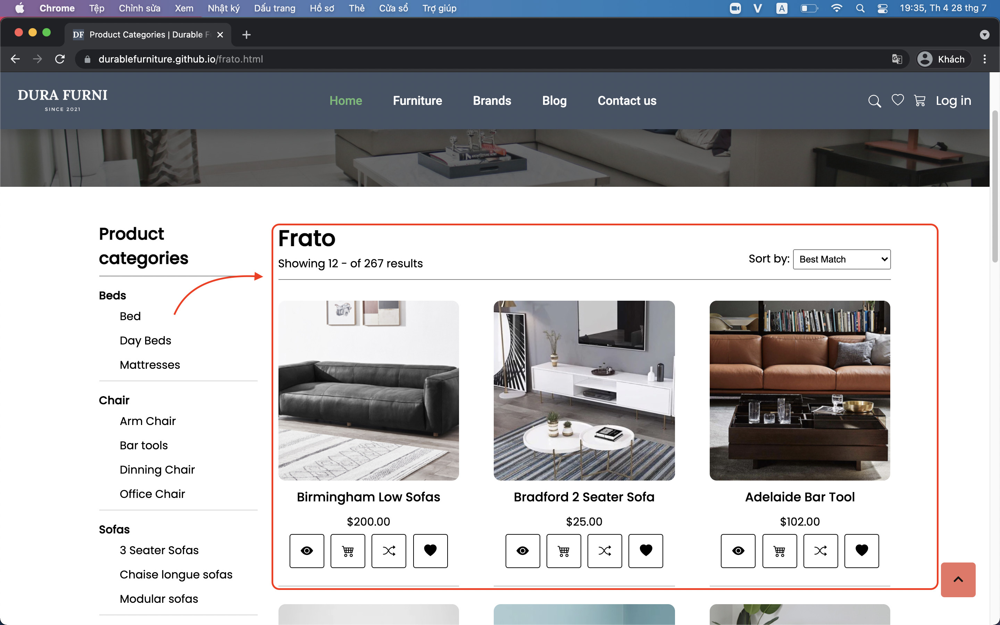 Chrome Tệp Chỉnh sửa Xem Nhật ký Dấu trang Hồ sơ Thẻ Cửa sổ Trợ giúp A 19:35, Th 4 28 thg 7
DF Product Categories | Durable F
durablefurniture.github.io/frato.html Khách
DURA FURNI
SINCE 2021
Home Furniture Brands Blog Contact us Log in
ARCHITECTURE NOW!
Product
categories
Beds
Bed
Day Beds
Mattresses
Chair
Arm Chair
Bar tools
Dinning Chair
Office Chair
Sofas
3 Seater Sofas
Chaise longue sofas
Modular sofas
Frato
Showing 12 - of 267 results
Sort by: Best Match
Birmingham Low Sofas
$200.00
Bradford 2 Seater Sofa
$25.00
Adelaide Bar Tool
$102.00